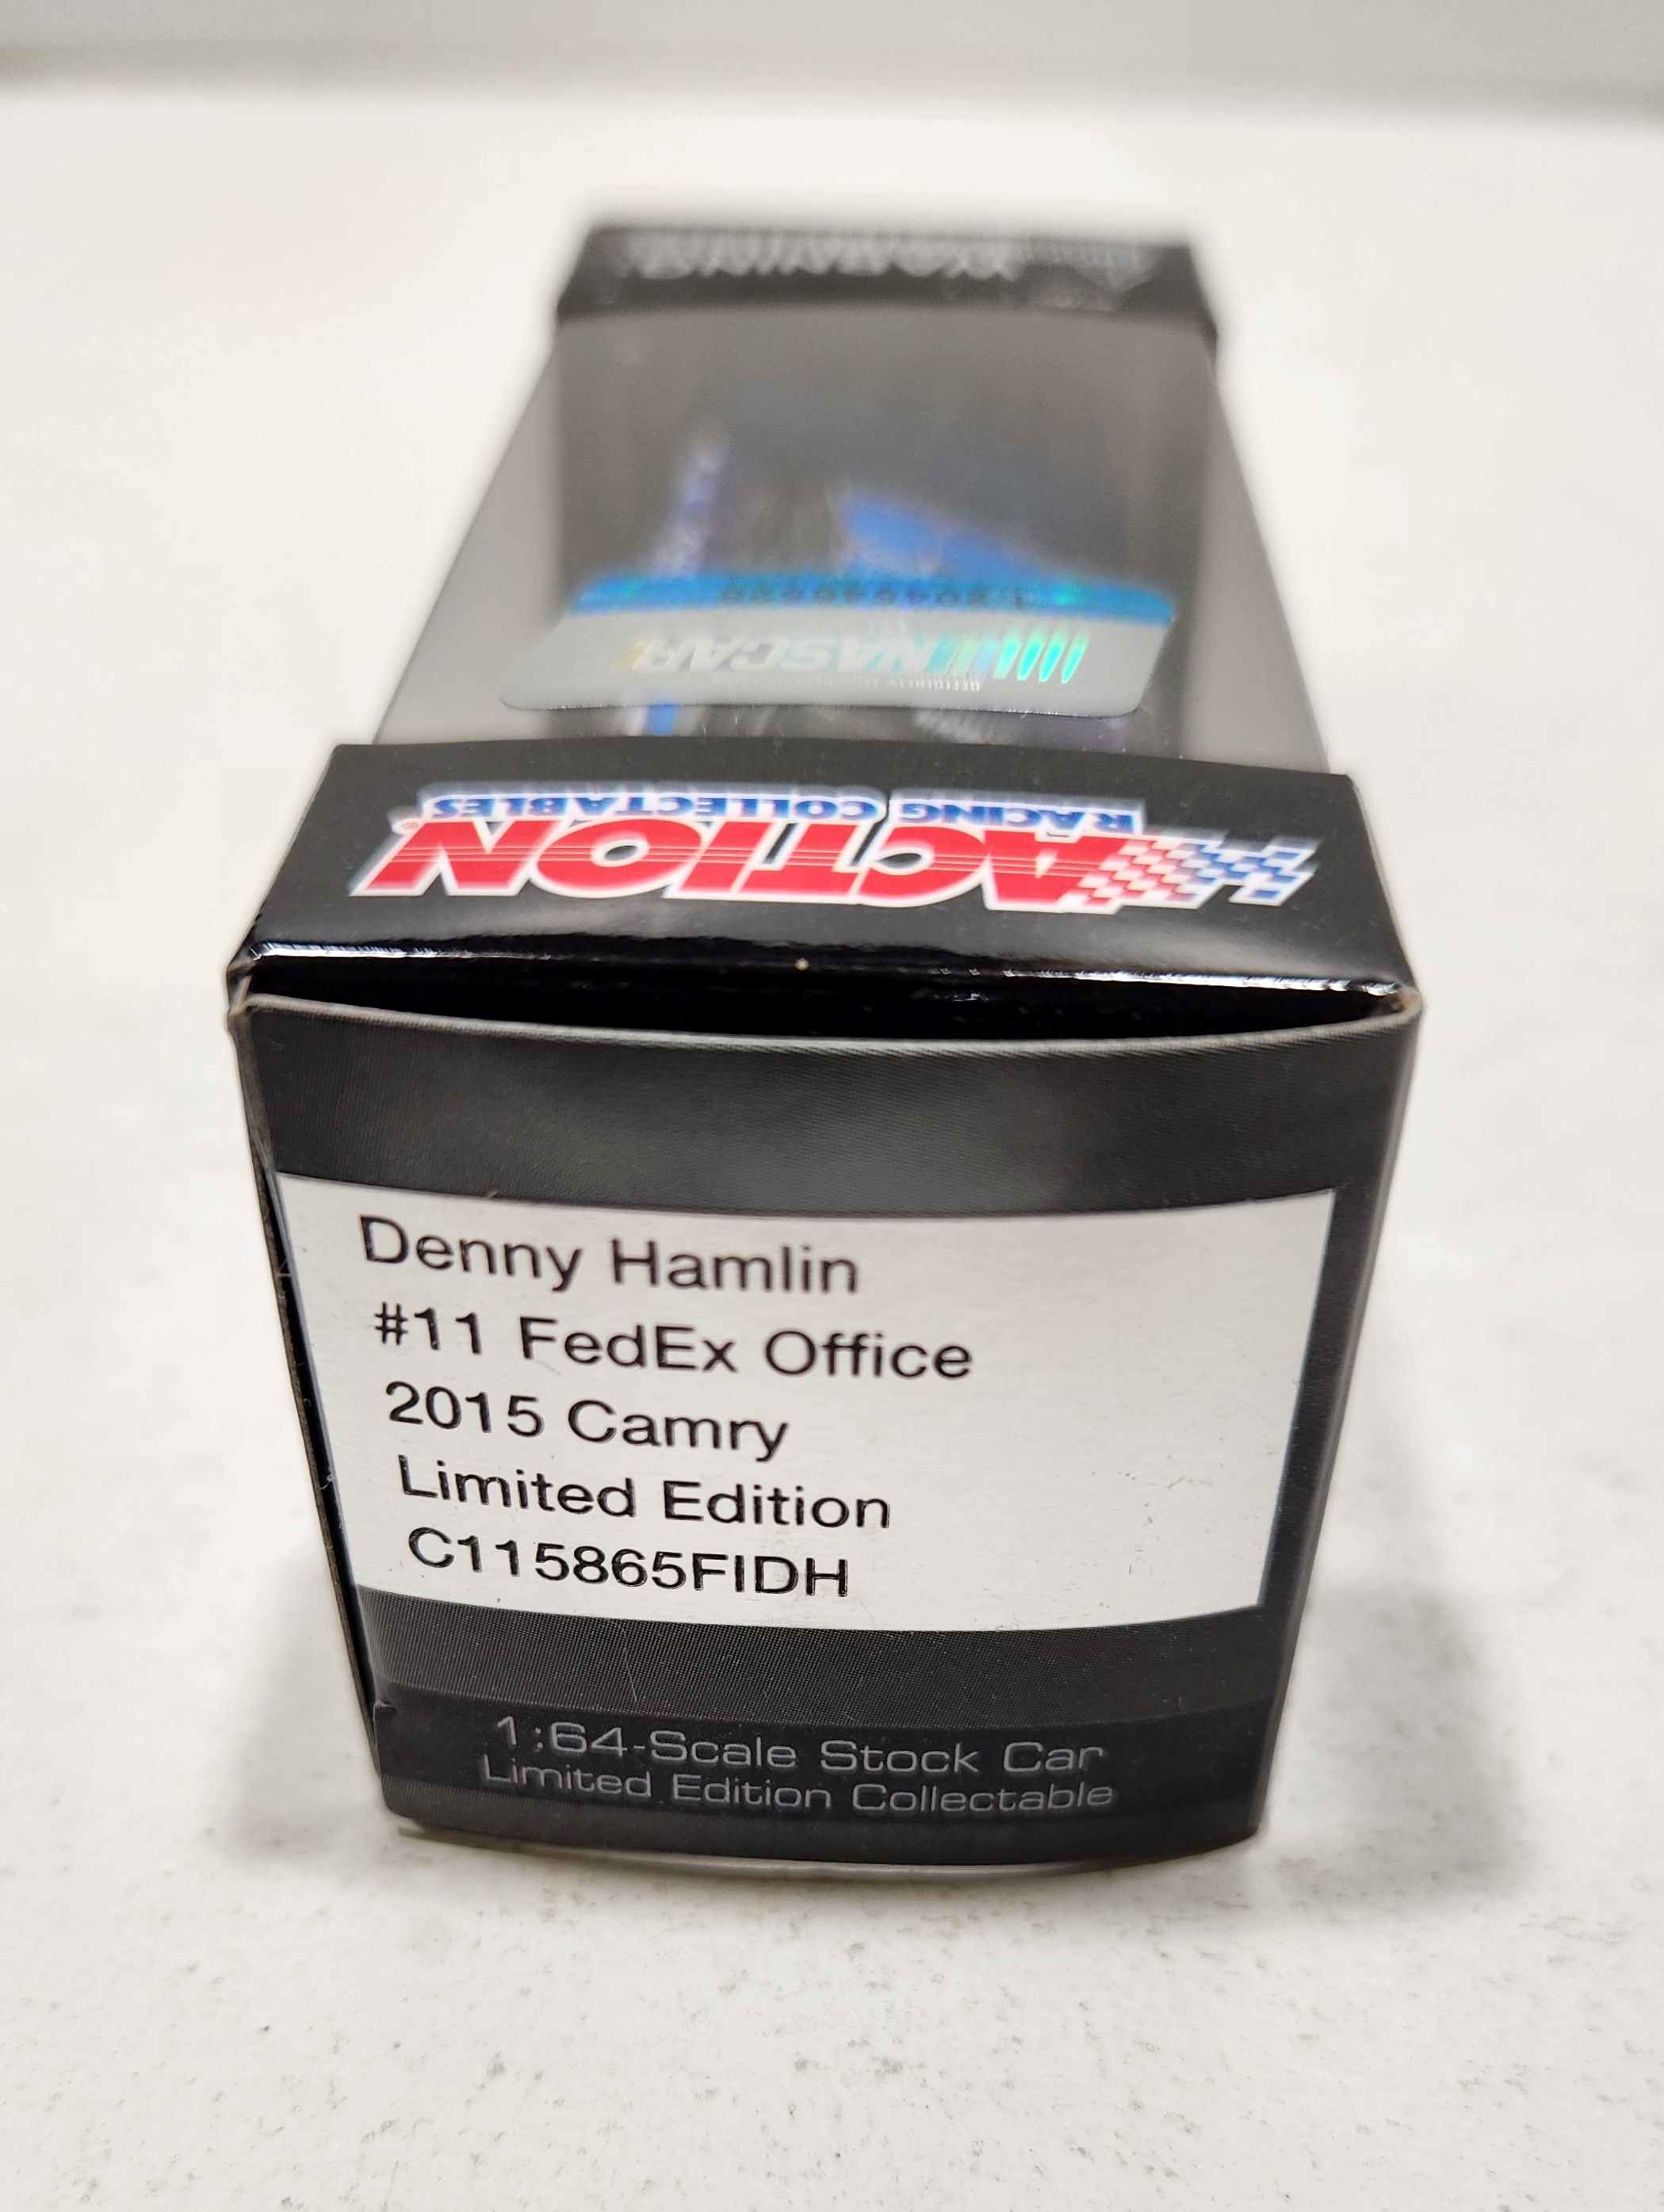 WARNING
NASCAR
ACTION
RACING COLLECTABLES
Denny Hamlin
#11 FedEx Office
2015 Camry
Limited Edition
C115865FIDH
1:64-Scale Stock Car
Limited Edition Collectable